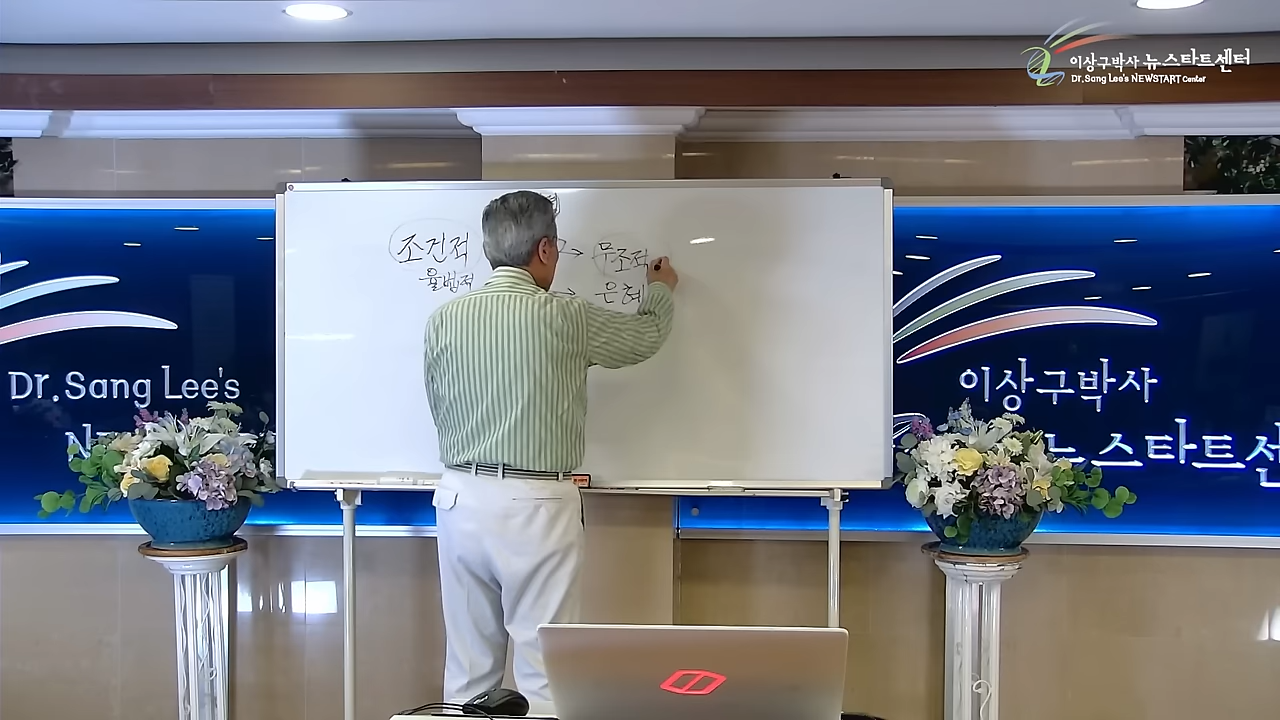 이상구박사 뉴스타트센터
Dr.Sang Lee's NEWSTART Center
조건적 → 무조적
율법적 → 은혜
Dr.Sang Lee's
이상구박사
뉴스타트센